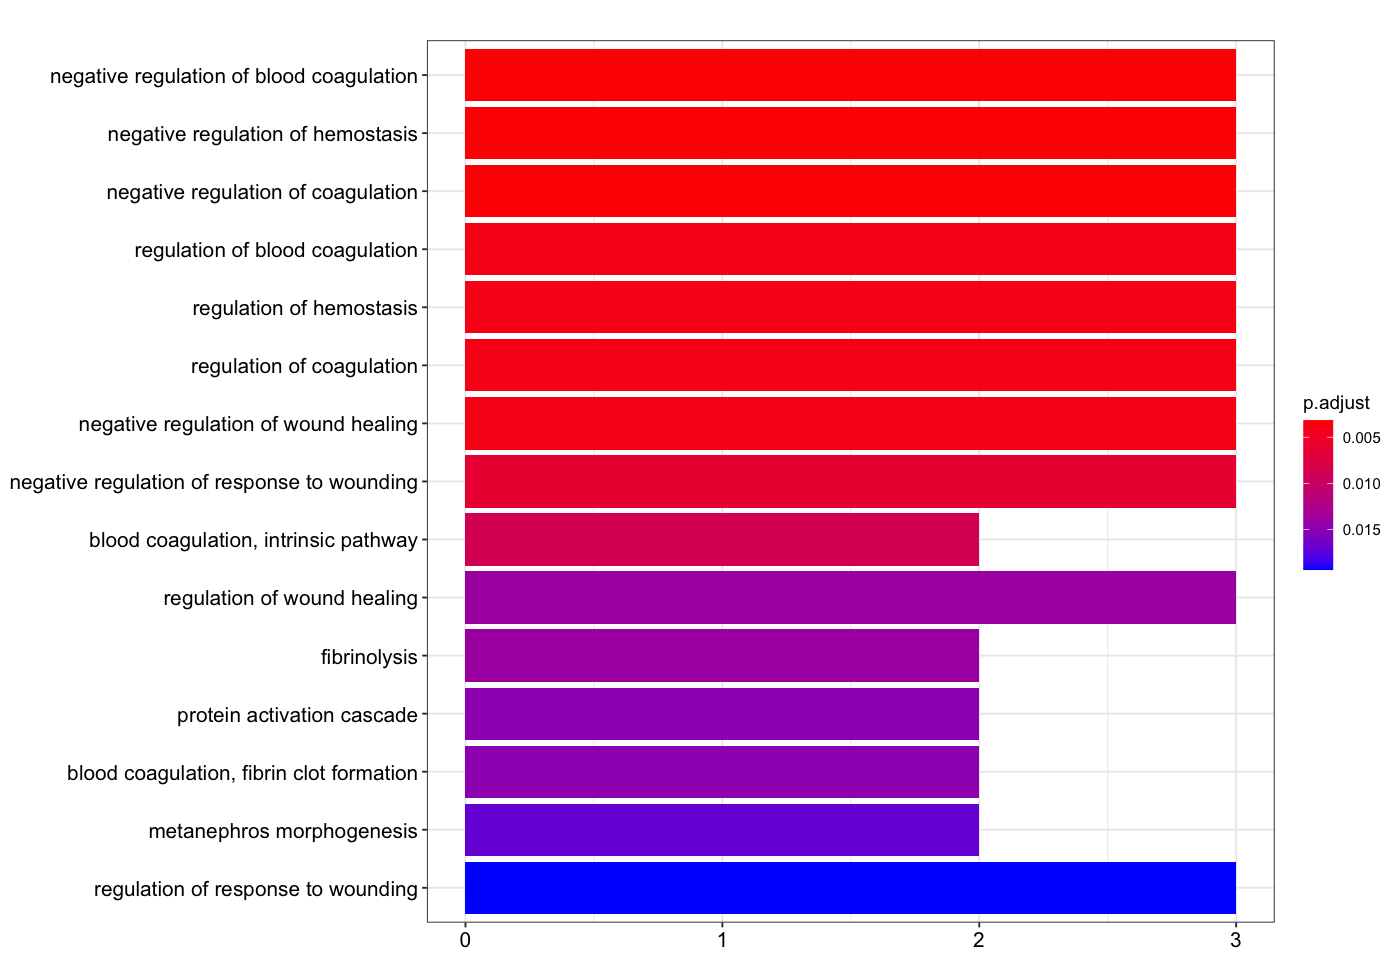 negative regulation of blood coagulation
negative regulation of hemostasis
negative regulation of coagulation
regulation of blood coagulation
regulation of hemostasis
regulation of coagulation
negative regulation of wound healing
negative regulation of response to wounding
blood coagulation, intrinsic pathway
regulation of wound healing
fibrinolysis
protein activation cascade
blood coagulation, fibrin clot formation
metanephros morphogenesis
regulation of response to wounding
0 1 2 3
p.adjust
0.005
0.010
0.015